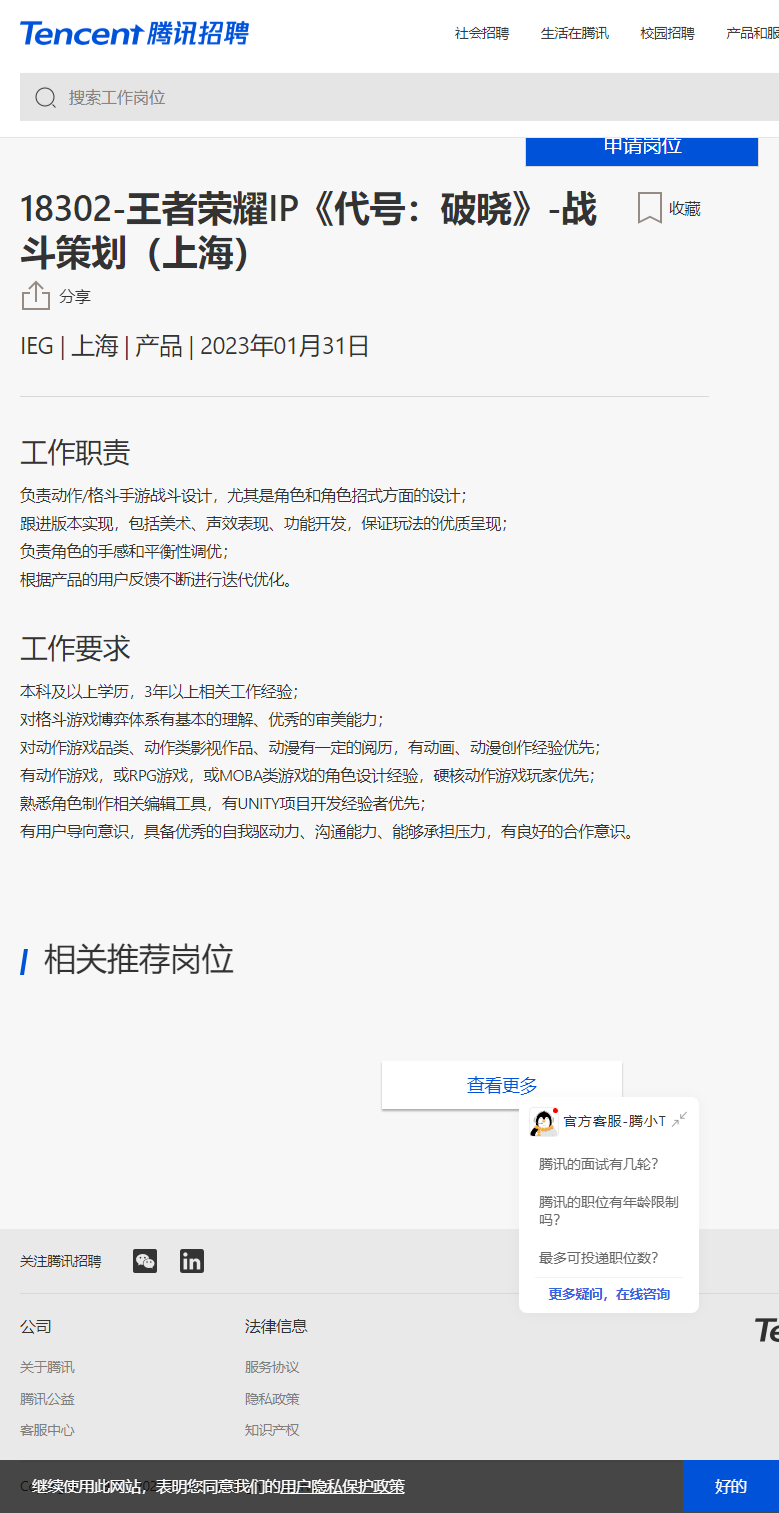 Tencent 腾讯招聘
社会招聘 生活在腾讯 校园招聘 产品和服
搜索工作岗位
申请岗位
18302-王者荣耀IP《代号：破晓》-战
斗策划（上海）
收藏
分享
IEG | 上海 | 产品 | 2023年01月31日
工作职责
负责动作/格斗手游战斗设计，尤其是角色和角色招式方面的设计；
跟进版本实现，包括美术、声效表现、功能开发，保证玩法的优质呈现；
负责角色的手感和平衡性调优；
根据产品的用户反馈不断进行迭代优化。
工作要求
本科及以上学历，3年以上相关工作经验；
对格斗游戏博弈体系有基本的理解、优秀的审美能力；
对动作游戏品类、动作类影视作品、动漫有一定的阅历，有动画、动漫创作经验优先；
有动作游戏，或RPG游戏，或MOBA类游戏的角色设计经验，硬核动作游戏玩家优先；
熟悉角色制作相关编辑工具，有UNITY项目开发经验者优先；
有用户导向意识，具备优秀的自我驱动力、沟通能力、能够承担压力，有良好的合作意识。
相关推荐岗位
查看更多
官方客服-腾小T
腾讯的面试有几轮？
腾讯的职位有年龄限制
吗？
最多可投递职位数？
更多疑问，在线咨询
关注腾讯招聘
公司
法律信息
Te
关于腾讯
服务协议
腾讯公益
隐私政策
客服中心
知识产权
继续使用此网站，表明您同意我们的用户隐私保护政策
好的